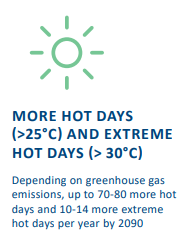 MORE HOT DAYS
(>25°C) AND EXTREME
HOT DAYS (> 30°C)
Depending on greenhouse gas
emissions, up to 70-80 more hot
days and 10-14 more extreme
hot days per year by 2090